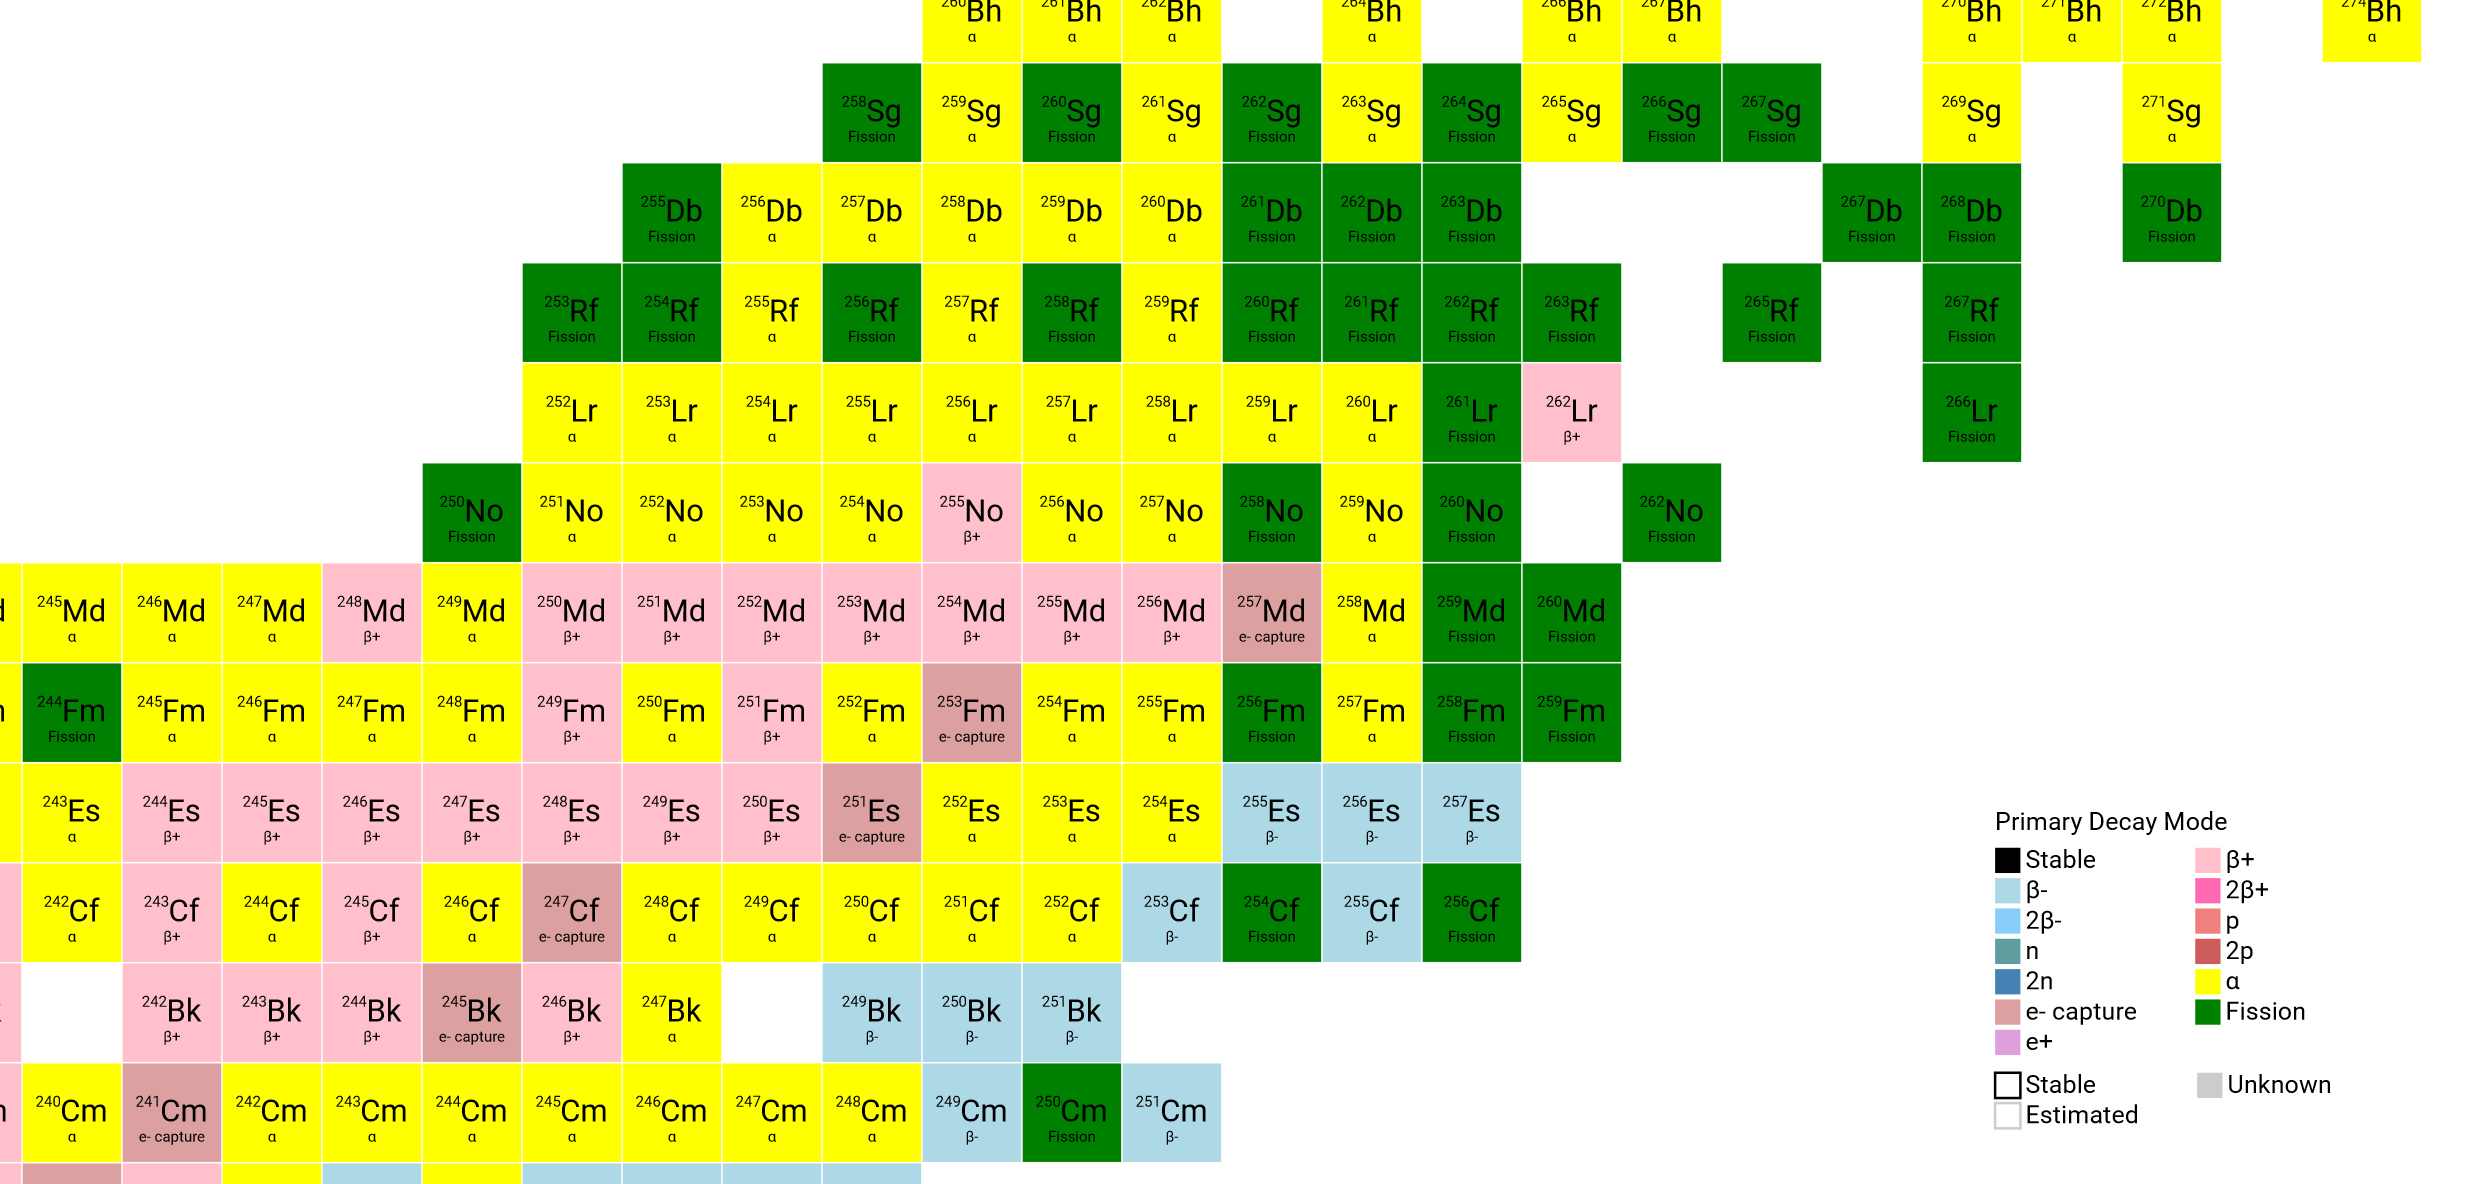 260Bh 261Bh 262Bh 264Bh 266Bh 267Bh 270Bh 271Bh 272Bh 274Bh
α α α α α α α α α α
258Sg 259Sg 260Sg 261Sg 262Sg 263Sg 264Sg 265Sg 266Sg 267Sg 269Sg 271Sg
Fission α Fission α Fission α Fission α Fission Fission α α
255Db 256Db 257Db 258Db 259Db 260Db 261Db 262Db 263Db 267Db 268Db 270Db
Fission α α α α α Fission Fission Fission Fission Fission Fission
253Rf 254Rf 255Rf 256Rf 257Rf 258Rf 259Rf 260Rf 261Rf 262Rf 263Rf 265Rf 267Rf
Fission Fission α Fission α Fission α Fission Fission Fission Fission Fission Fission
252Lr 253Lr 254Lr 255Lr 256Lr 257Lr 258Lr 259Lr 260Lr 261Lr 262Lr 266Lr
α α α α α α α α α Fission β+ Fission
250No 251No 252No 253No 254No 255No 256No 257No 258No 259No 260No 262No
Fission α α α α β+ α α Fission α Fission Fission
245Md 246Md 247Md 248Md 249Md 250Md 251Md 252Md 253Md 254Md 255Md 256Md 257Md 258Md 259Md 260Md
α α α β+ α β+ β+ β+ β+ β+ β+ β+ e- capture α Fission Fission
244Fm 245Fm 246Fm 247Fm 248Fm 249Fm 250Fm 251Fm 252Fm 253Fm 254Fm 255Fm 256Fm 257Fm 258Fm 259Fm
Fission α α α α β+ α β+ α e- capture α α Fission α Fission Fission
243Es 244Es 245Es 246Es 247Es 248Es 249Es 250Es 251Es 252Es 253Es 254Es 255Es 256Es 257Es
α β+ β+ β+ β+ β+ β+ β+ e- capture α α α β- β- β-
242Cf 243Cf 244Cf 245Cf 246Cf 247Cf 248Cf 249Cf 250Cf 251Cf 252Cf 253Cf 254Cf 255Cf 256Cf
α β+ α β+ α e- capture α α α α α β- Fission β- Fission
242Bk 243Bk 244Bk 245Bk 246Bk 247Bk 249Bk 250Bk 251Bk
β+ β+ β+ e- capture β+ α β- β- β-
240Cm 241Cm 242Cm 243Cm 244Cm 245Cm 246Cm 247Cm 248Cm 249Cm 250Cm 251Cm
α e- capture α α α α α α α β- Fission β-
Primary Decay Mode
Stable β+
β- 2β+
2β- p
n 2p
2n α
e- capture Fission
e+
Stable Unknown
Estimated